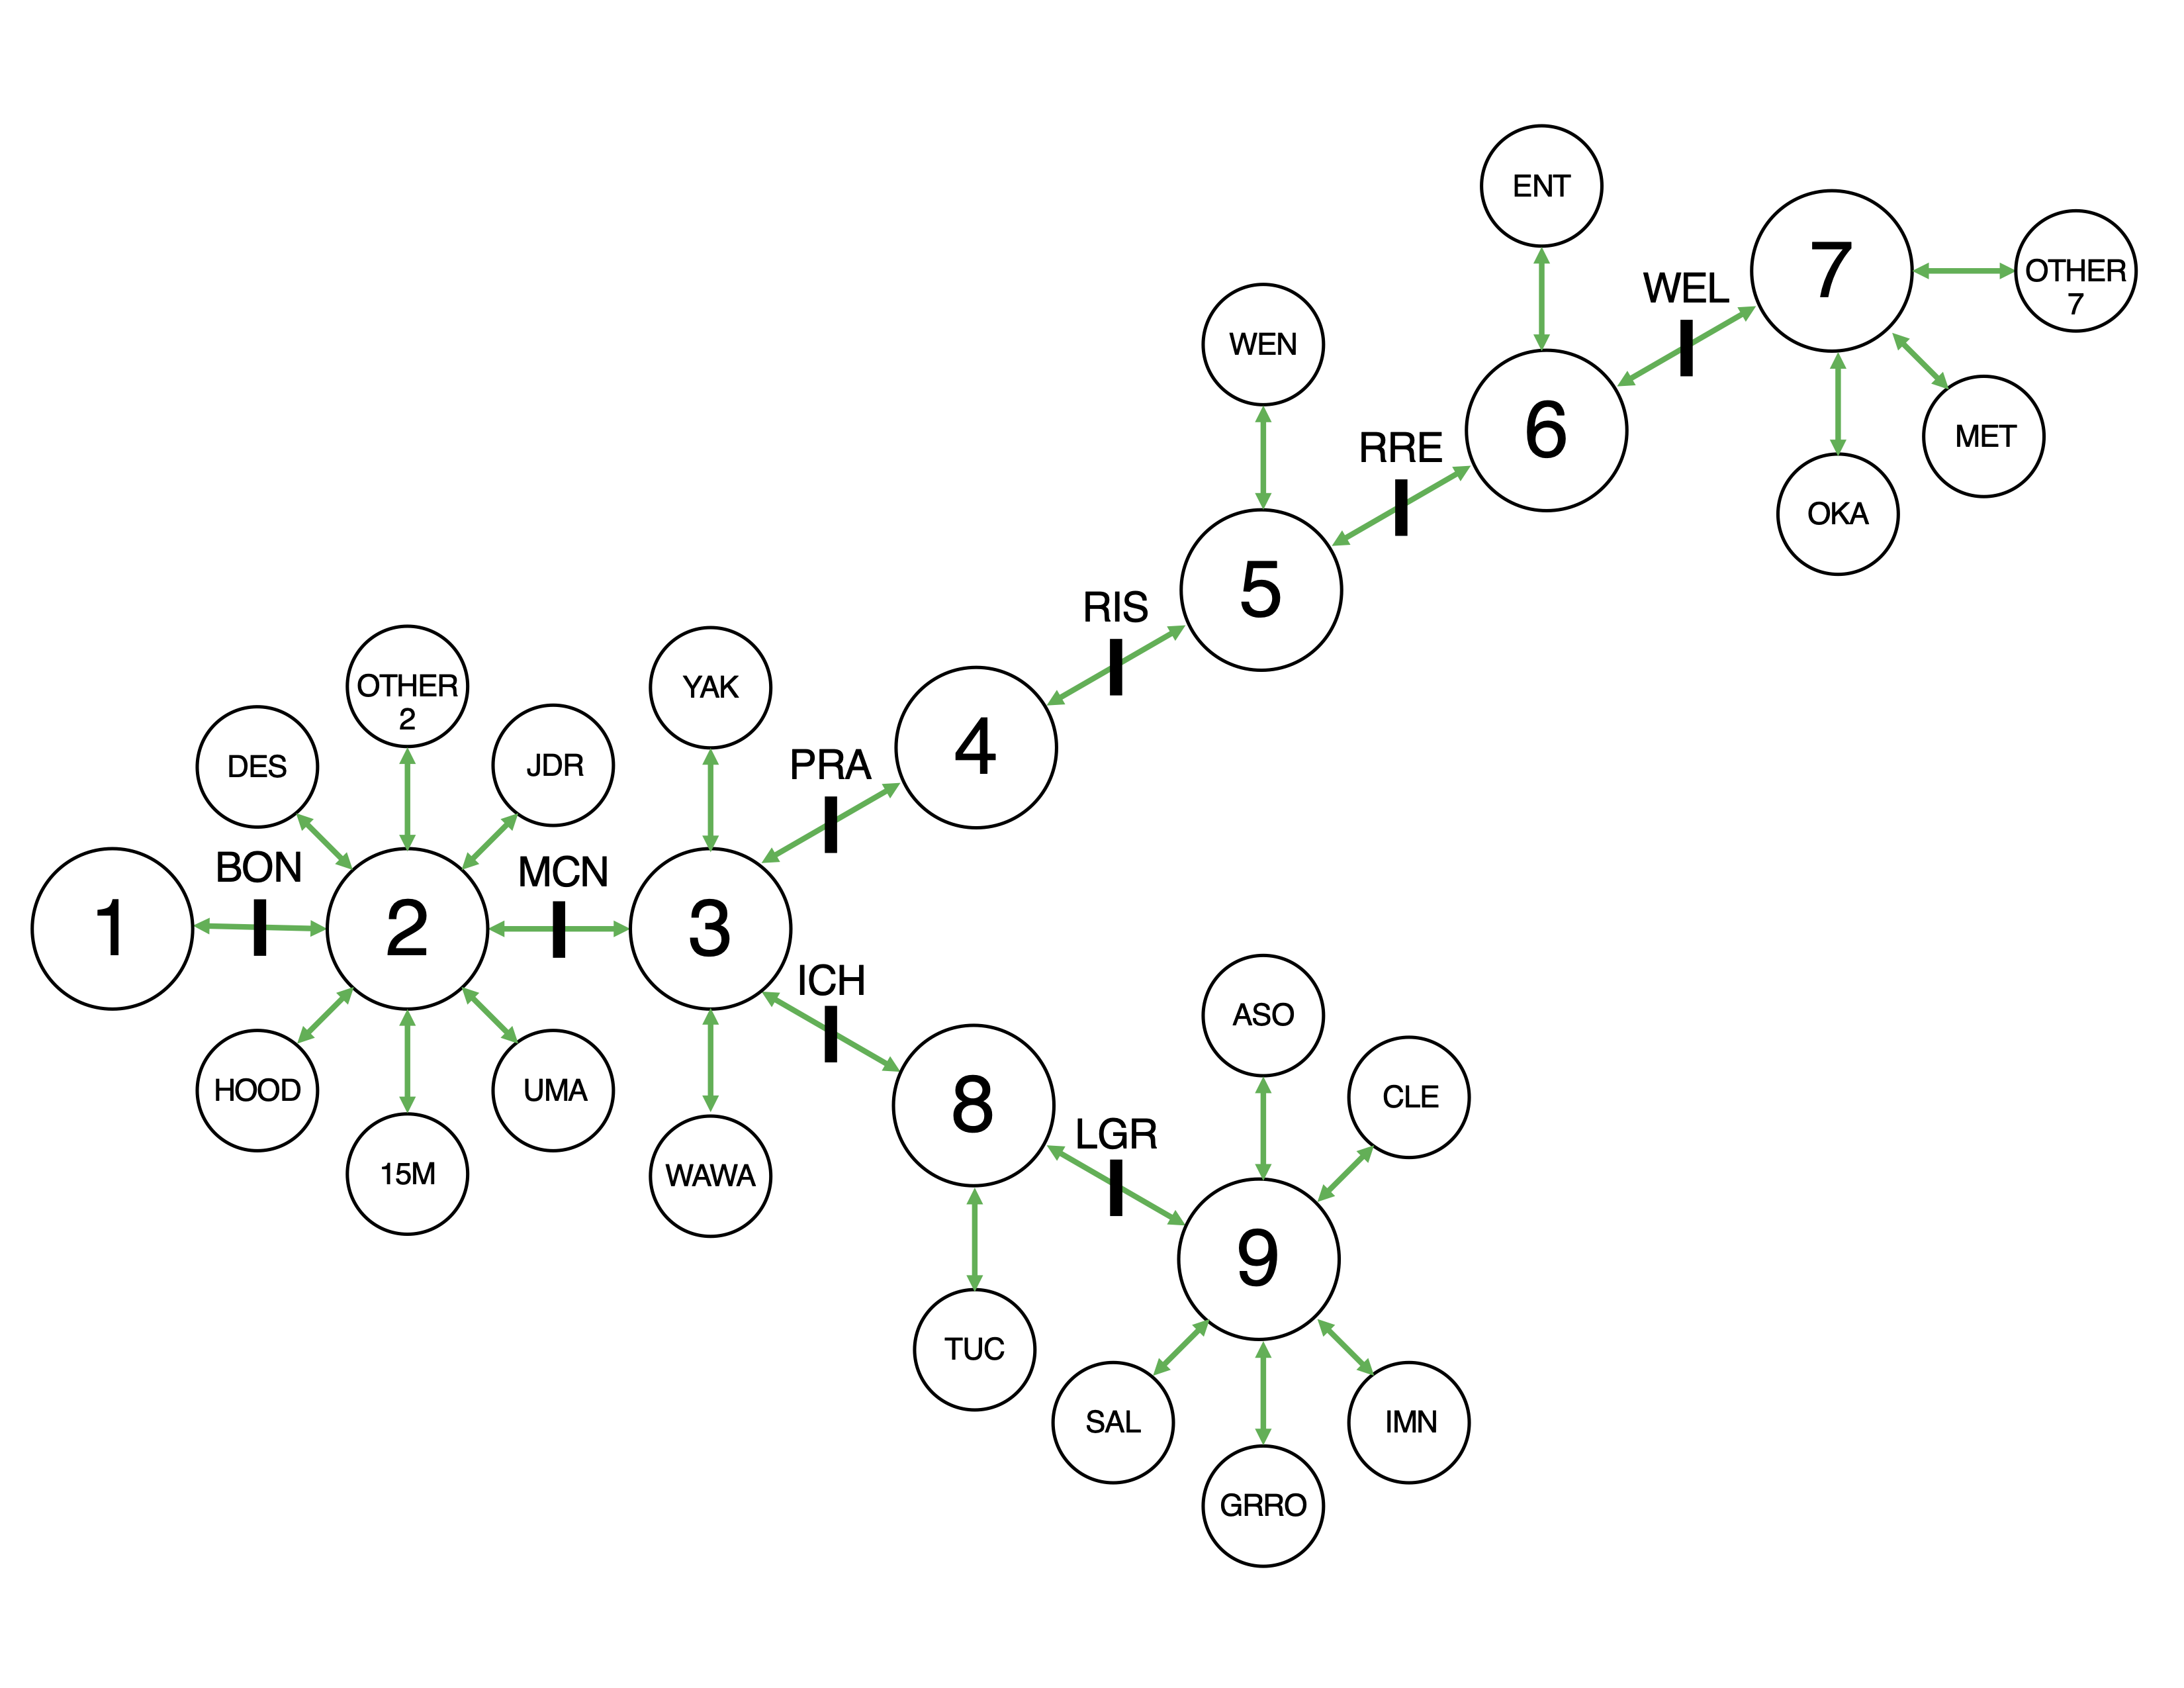 ENT
7
OTHER
7
WEL
WEN
MET
RRE
6
OKA
5
RIS
OTHER
2
YAK
DES
JDR
PRA
4
BON
MCN
1
2
3
ICH
ASO
HOOD
UMA
8
CLE
LGR
15M
WAWA
9
TUC
SAL
IMN
GRRO